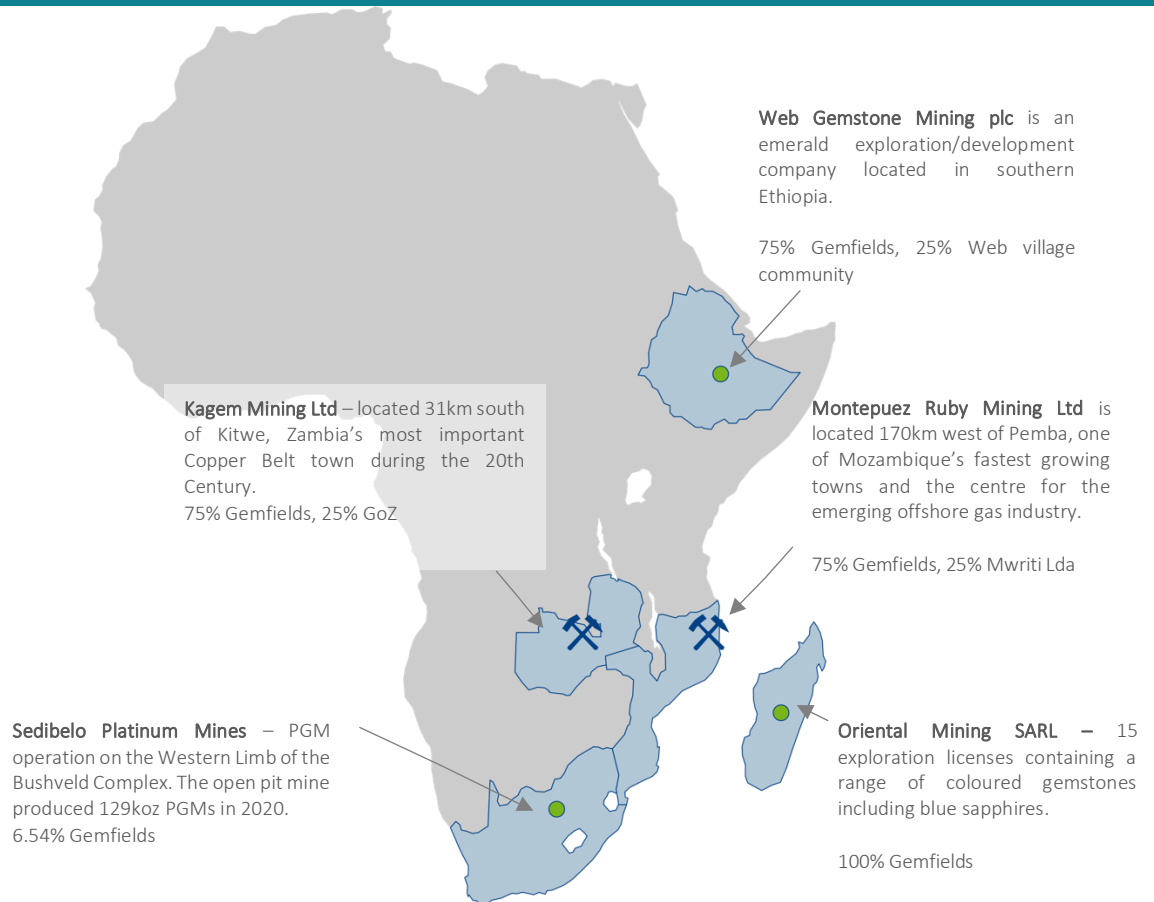 Web Gemstone Mining plc is an
emerald exploration/development
company located in southern
Ethiopia.
75% Gemfields, 25% Web village
community
Kagem Mining Ltd – located 31km south
of Kitwe, Zambia’s most important
Copper Belt town during the 20th
Century.
75% Gemfields, 25% GoZ
Montepuez Ruby Mining Ltd is
located 170km west of Pemba, one
of Mozambique’s fastest growing
towns and the centre for the
emerging offshore gas industry.
75% Gemfields, 25% Mwriti Lda
Sedibelo Platinum Mines – PGM
operation on the Western Limb of the
Bushveld Complex. The open pit mine
produced 129koz PGMs in 2020.
6.54% Gemfields
Oriental Mining SARL – 15
exploration licenses containing a
range of coloured gemstones
including blue sapphires.
100% Gemfields